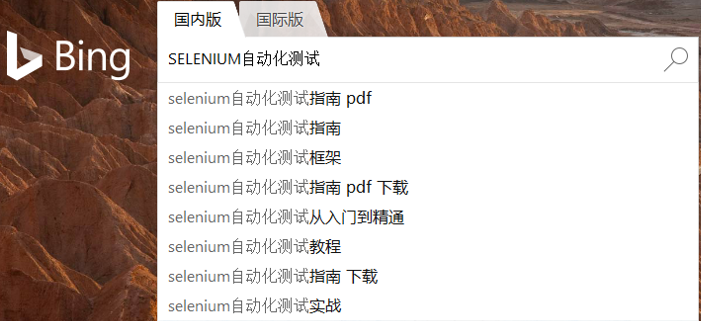 国内版 国际版
Bing
SELENIUM自动化测试
selenium自动化测试指南 pdf
selenium自动化测试指南
selenium自动化测试框架
selenium自动化测试指南 pdf 下载
selenium自动化测试从入门到精通
selenium自动化测试教程
selenium自动化测试指南 下载
selenium自动化测试实战